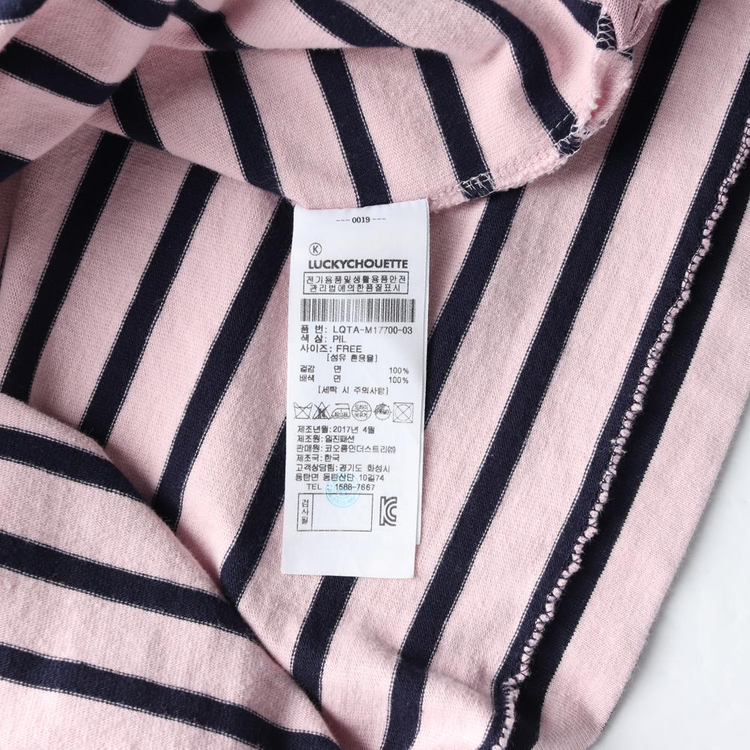 --- 0019 ---
K
LUCKYCHOUETTE
전기용품및생활용품안전
관리법에의한품질표시
품 번: LQTA-M17700-03
색 상: PIL
사이즈: FREE
[섬유 혼용율]
겉감 면 100%
배색 면 100%
[세탁 시 주의사항]
제조년월: 2017년 4월
제조원: 일진패션
판매원: 코오롱인더스트리㈜
제조국: 한국
고객상담팀: 경기도 화성시
동탄면 동탄산단 10길74
TEL : 1588-7667
검사필